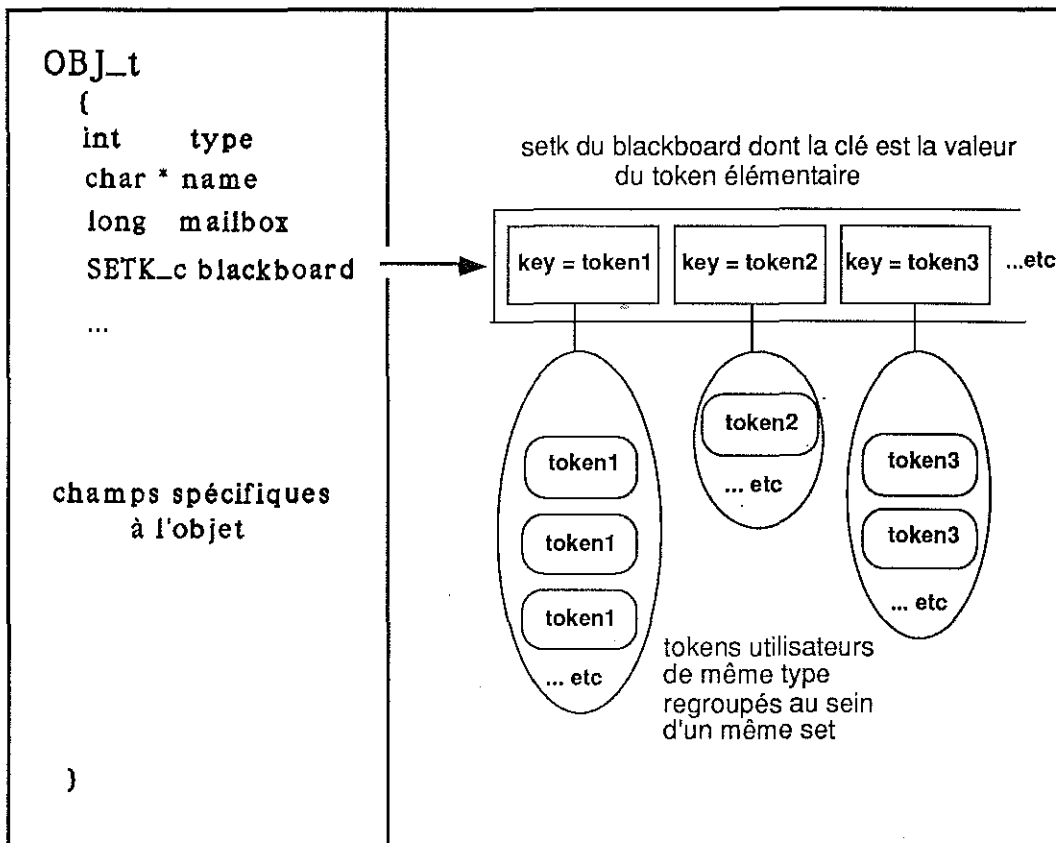 OBJ_t
{
int type
char * name
long mailbox
SETK_c blackboard
...
champs spécifiques
à l'objet
}
setk du blackboard dont la clé est la valeur
du token élémentaire
key = token1
key = token2
key = token3
...etc
token1
token1
token1
... etc
token2
... etc
token3
token3
... etc
tokens utilisateurs
de même type
regroupés au sein
d'un même set